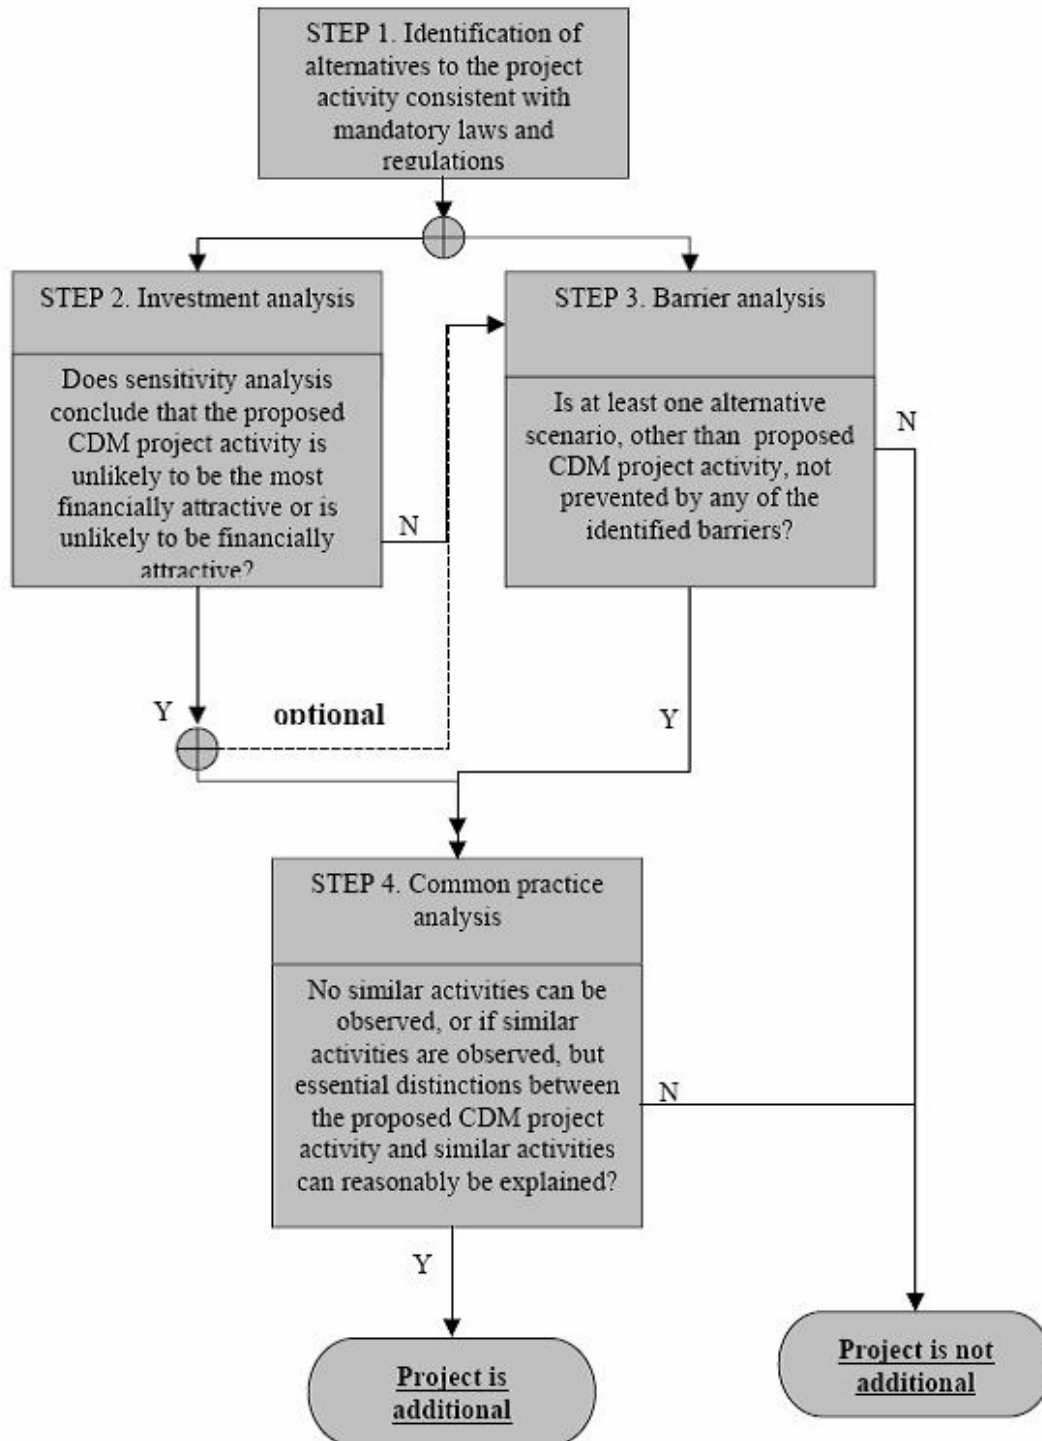 STEP 1. Identification of
alternatives to the project
activity consistent with
mandatory laws and
regulations
STEP 2. Investment analysis
Does sensitivity analysis
conclude that the proposed
CDM project activity is
unlikely to be the most
financially attractive or is
unlikely to be financially
attractive?
N
Y
optional
STEP 3. Barrier analysis
Is at least one alternative
scenario, other than proposed
CDM project activity, not
prevented by any of the
identified barriers?
N
Y
STEP 4. Common practice
analysis
No similar activities can be
observed, or if similar
activities are observed, but
essential distinctions between
the proposed CDM project
activity and similar activities
can reasonably be explained?
N
Y
Project is
additional
Project is not
additional